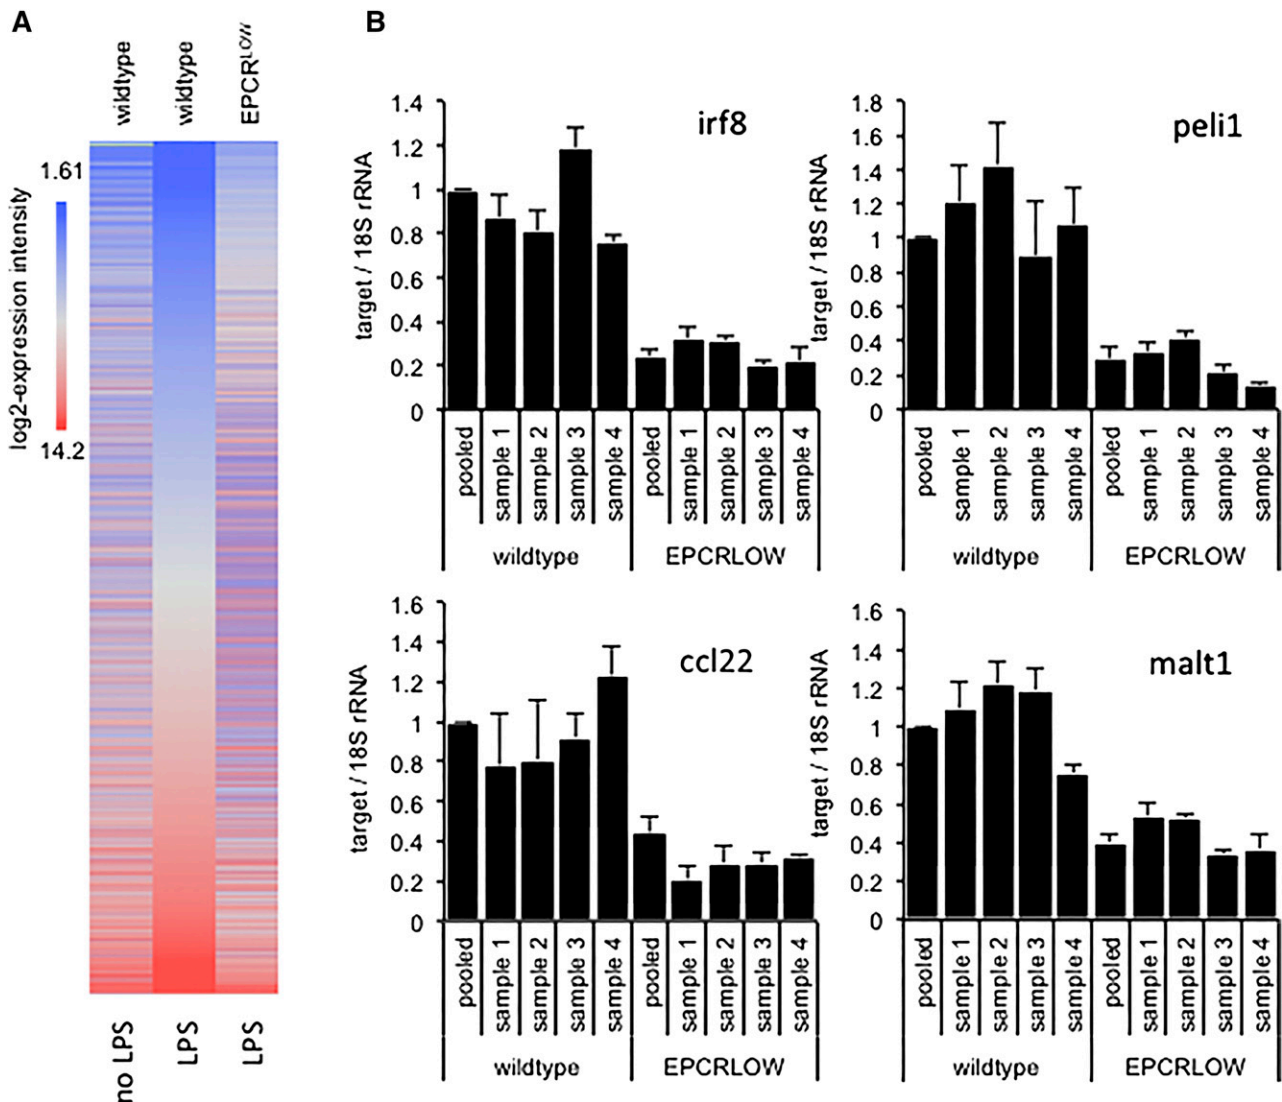 A
B
wildtype
wildtype
EPCRLOW
log2-expression intensity
1.61
14.2
no LPS
LPS
LPS
irf8
target / 18S rRNA
1.4
1.2
1
0.8
0.6
0.4
0.2
0
pooled
sample 1
sample 2
sample 3
sample 4
pooled
sample 1
sample 2
sample 3
sample 4
wildtype
EPCRLOW
peli1
target / 18S rRNA
1.8
1.6
1.4
1.2
1
0.8
0.6
0.4
0.2
0
pooled
sample 1
sample 2
sample 3
sample 4
pooled
sample 1
sample 2
sample 3
sample 4
wildtype
EPCRLOW
ccl22
target / 18S rRNA
1.6
1.4
1.2
1
0.8
0.6
0.4
0.2
0
pooled
sample 1
sample 2
sample 3
sample 4
pooled
sample 1
sample 2
sample 3
sample 4
wildtype
EPCRLOW
malt1
target / 18S rRNA
1.6
1.4
1.2
1
0.8
0.6
0.4
0.2
0
pooled
sample 1
sample 2
sample 3
sample 4
pooled
sample 1
sample 2
sample 3
sample 4
wildtype
EPCRLOW